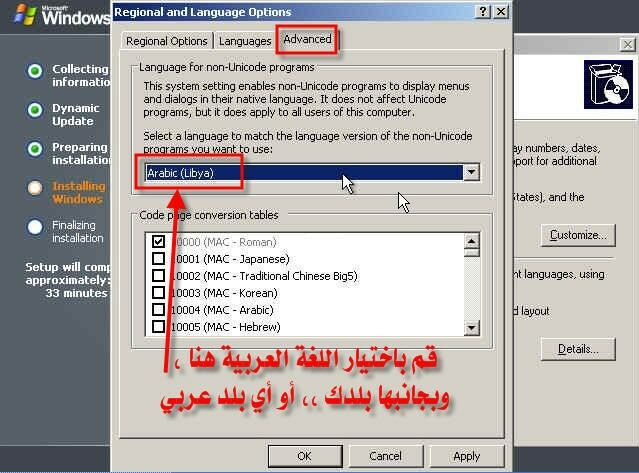 Microsoft
Windows
Collecting
informatio
Dynamic
Update
Preparing
installatio
Installing
Windows
Finalizing
installation
Setup will comp
approximately:
33 minutes
Regional and Language Options
Regional Options
Languages
Advanced
Language for non-Unicode programs
This system setting enables non-Unicode programs to display menus
and dialogs in their native language. It does not affect Unicode
programs, but it does apply to all users of this computer.
Select a language to match the language version of the non-Unicode
programs you want to use:
Arabic (Libya)
Code page conversion tables
10000 (MAC - Roman)
10001 (MAC - Japanese)
10002 (MAC - Traditional Chinese Big5)
10003 (MAC - Korean)
10004 (MAC - Arabic)
10005 (MAC - Hebrew)
قم باختيار اللغة العربية هنا ,
وبجانبها بلدك ,, أو أي بلد عربي
OK
Cancel
Apply
ay numbers, dates,
port for additional
States], and the
Customize...
nt languages, using
d layout
Details...